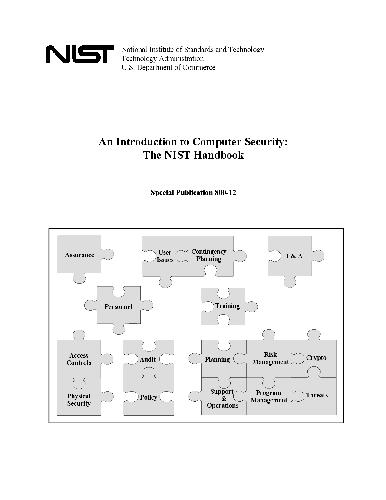 NIST
National Institute of Standards and Technology
Technology Administration
U.S. Department of Commerce
An Introduction to Computer Security:
The NIST Handbook
Special Publication 800-12
Assurance
User
Issues
Contingency
Planning
I & A
Personnel
Training
Access
Controls
Audit
Planning
Risk
Management
Crypto
Physical
Security
Policy
Support
&
Operations
Program
Management
Threats